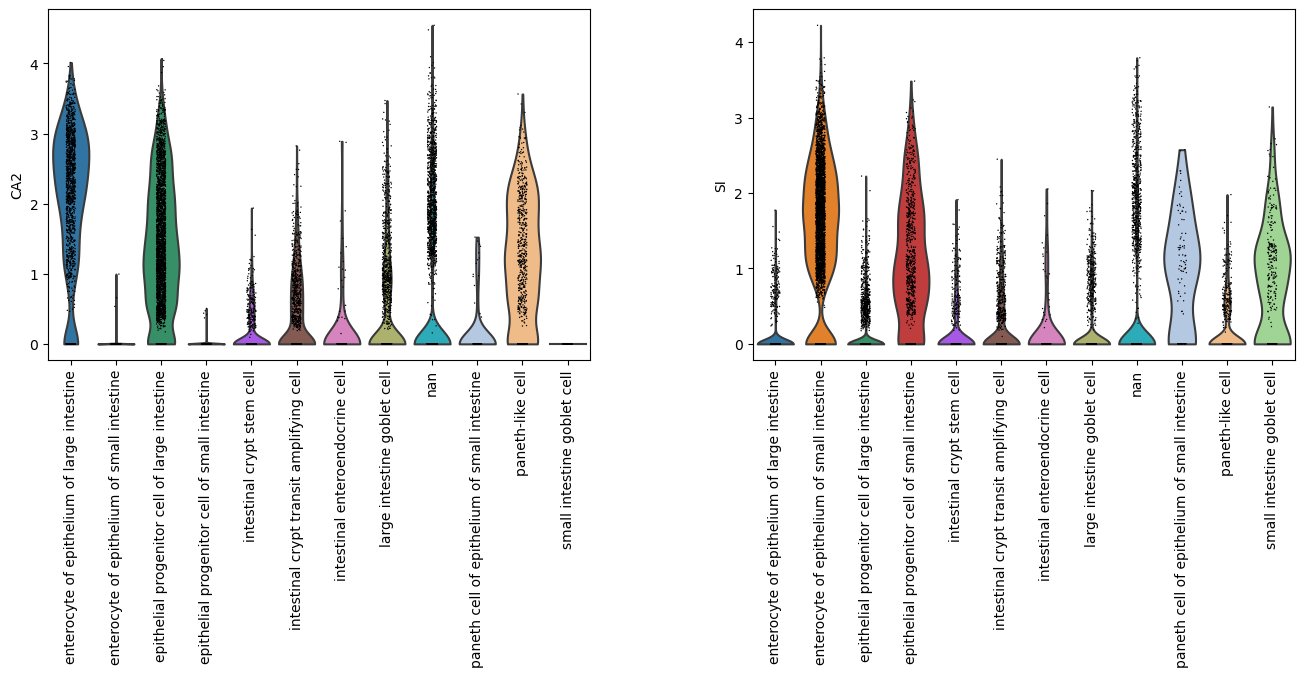 CA2
4
3
2
1
0
enterocyte of epithelium of large intestine
enterocyte of epithelium of small intestine
epithelial progenitor cell of large intestine
epithelial progenitor cell of small intestine
intestinal crypt stem cell
intestinal crypt transit amplifying cell
intestinal enteroendocrine cell
large intestine goblet cell
nan
paneth cell of epithelium of small intestine
paneth-like cell
small intestine goblet cell
SI
4
3
2
1
0
enterocyte of epithelium of large intestine
enterocyte of epithelium of small intestine
epithelial progenitor cell of large intestine
epithelial progenitor cell of small intestine
intestinal crypt stem cell
intestinal crypt transit amplifying cell
intestinal enteroendocrine cell
large intestine goblet cell
nan
paneth cell of epithelium of small intestine
paneth-like cell
small intestine goblet cell